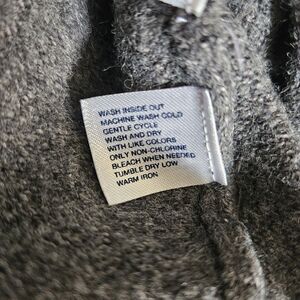 WASH INSIDE OUT
MACHINE WASH COLD
GENTLE CYCLE
WASH AND DRY
WITH LIKE COLORS
ONLY NON-CHLORINE
BLEACH WHEN NEEDED
TUMBLE DRY LOW
WARM IRON